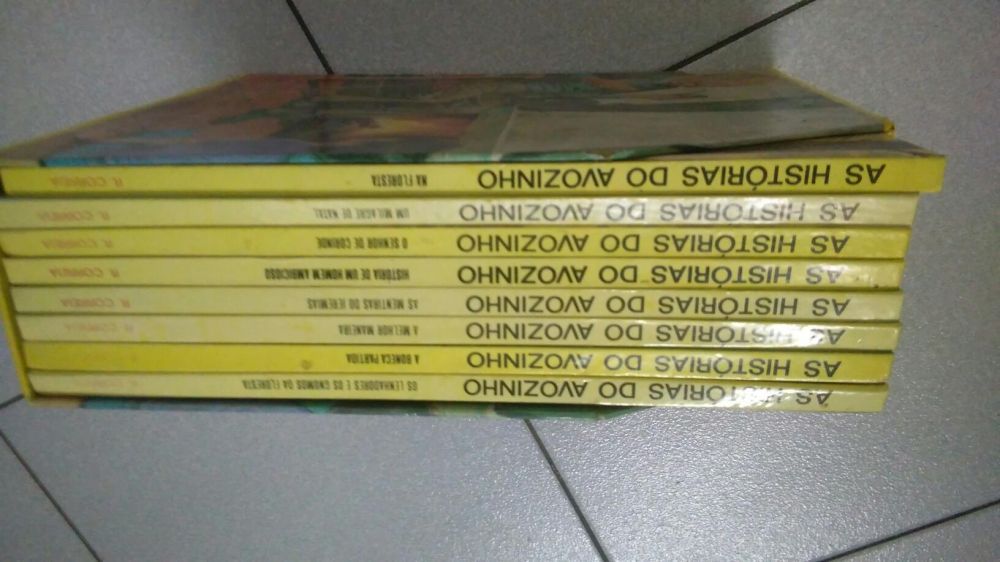 AS HISTÓRIAS DO AVOZINHO OS LENHADORES E OS GNOMOS DA FLORESTA R. CORREIA
AS HISTÓRIAS DO AVOZINHO A BONECA PARTIDA
AS HISTÓRIAS DO AVOZINHO A MELHOR MANEIRA R. CORREIA
AS HISTÓRIAS DO AVOZINHO AS MENTIRAS DO JEREMIAS R. CORREIA
AS HISTÓRIAS DO AVOZINHO HISTÓRIA DE UM HOMEM AMBICIOSO R. CORREIA
AS HISTÓRIAS DO AVOZINHO O SENHOR DE CORINDE R. CORREIA
AS HISTÓRIAS DO AVOZINHO UM MILAGRE DE NATAL R. CORREIA
AS HISTÓRIAS DO AVOZINHO NA FLORESTA R. CORREIA